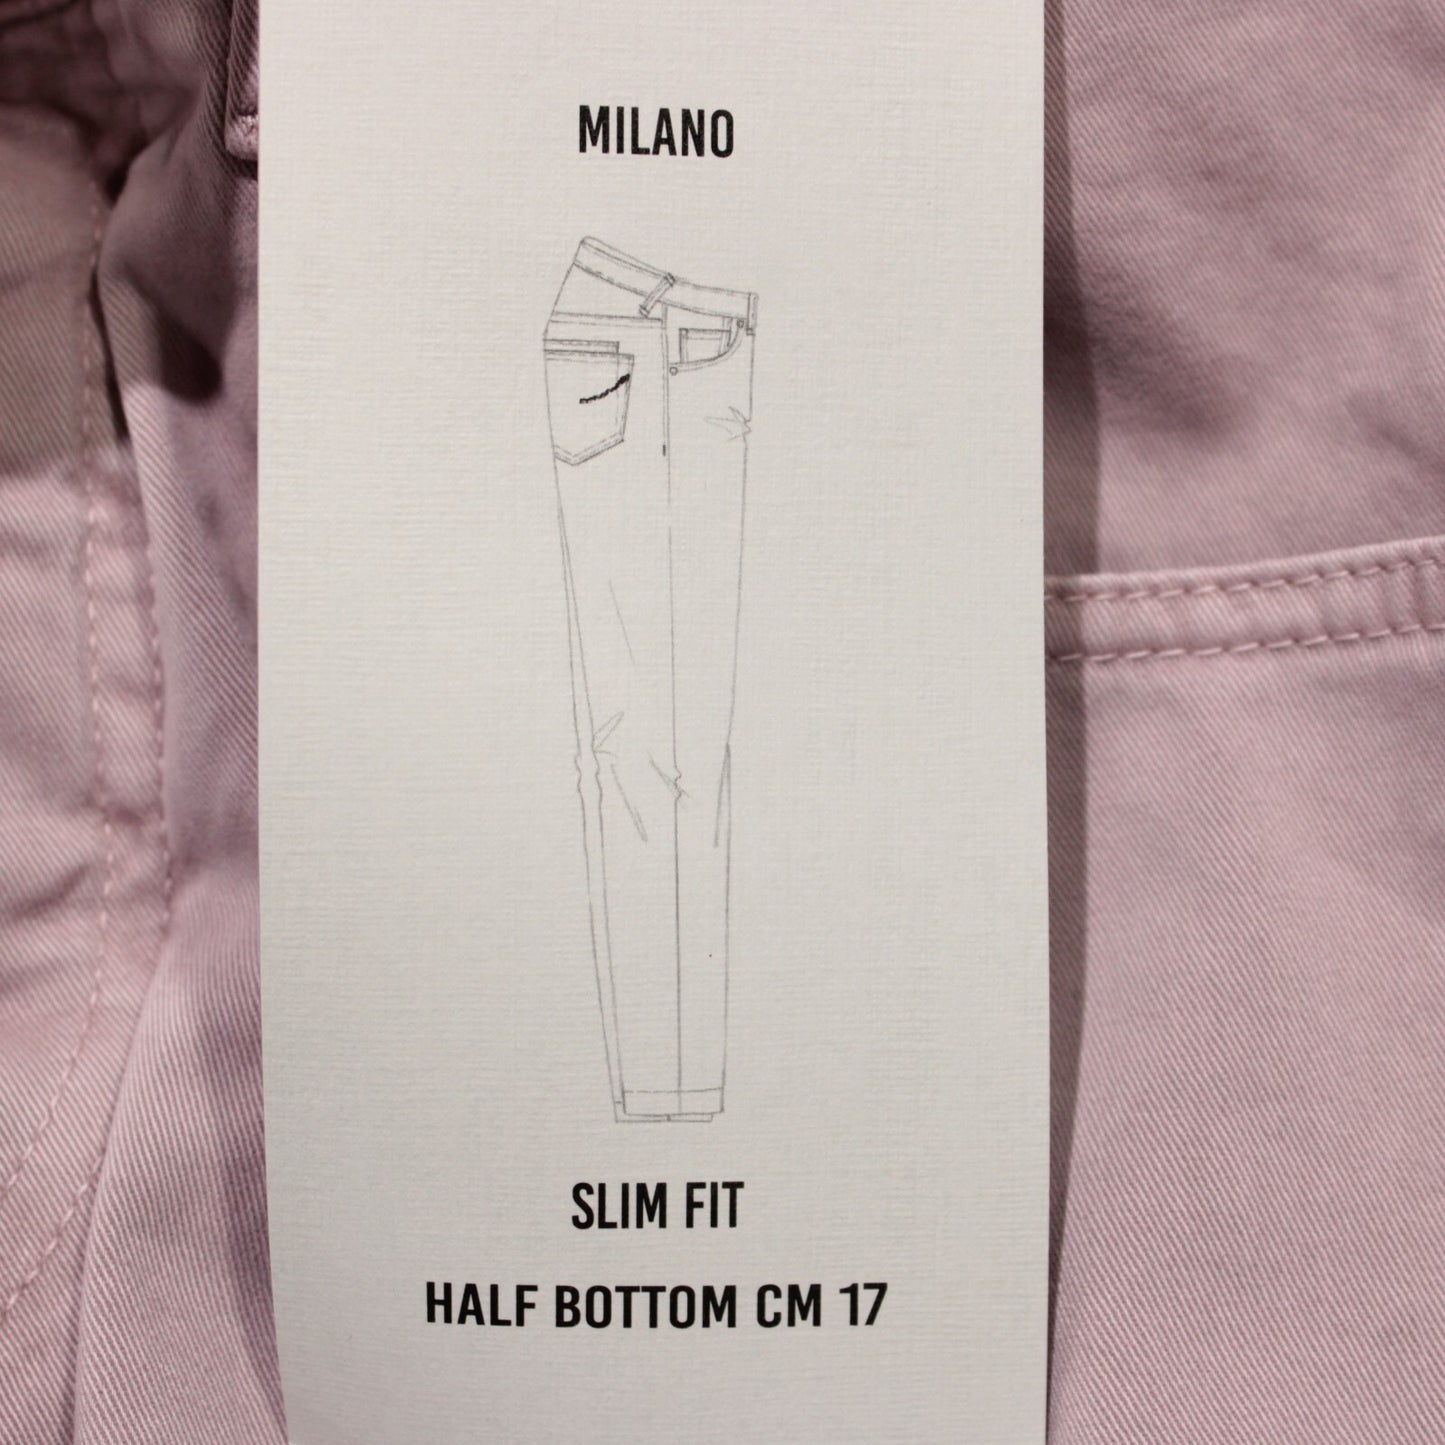 MILANO
SLIM FIT
HALF BOTTOM CM 17